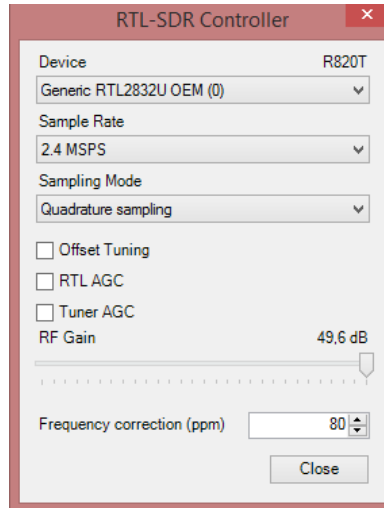 RTL-SDR Controller
Device R820T
Generic RTL2832U OEM (0)
Sample Rate
2.4 MSPS
Sampling Mode
Quadrature sampling
Offset Tuning
RTL AGC
Tuner AGC
RF Gain 49,6 dB
Frequency correction (ppm) 80
Close